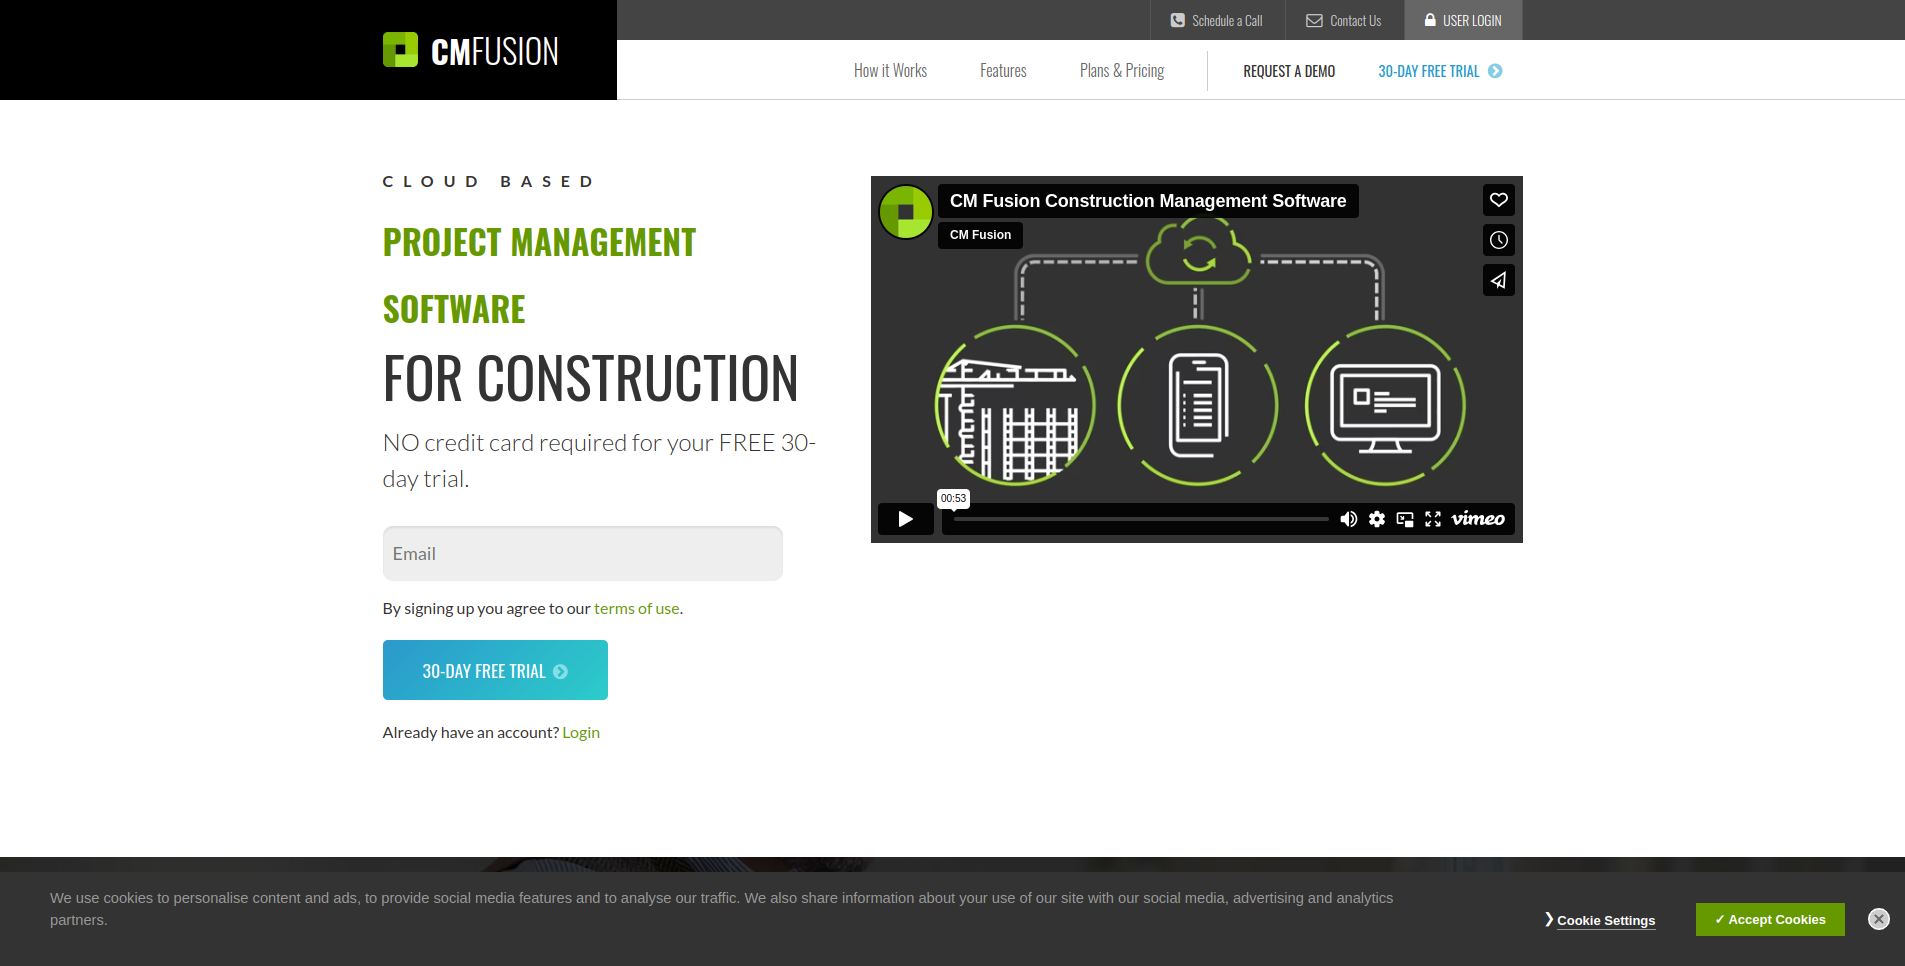 CMFUSION
Schedule a Call
Contact Us
USER LOGIN
How it Works
Features
Plans & Pricing
REQUEST A DEMO
30-DAY FREE TRIAL
CLOUD BASED
PROJECT MANAGEMENT
SOFTWARE
FOR CONSTRUCTION
NO credit card required for your FREE 30-
day trial.
Email
By signing up you agree to our terms of use.
30-DAY FREE TRIAL
Already have an account? Login
CM Fusion Construction Management Software
CM Fusion
00:53
vimeo
We use cookies to personalise content and ads, to provide social media features and to analyse our traffic. We also share information about your use of our site with our social media, advertising and analytics
partners.
Cookie Settings
✓ Accept Cookies